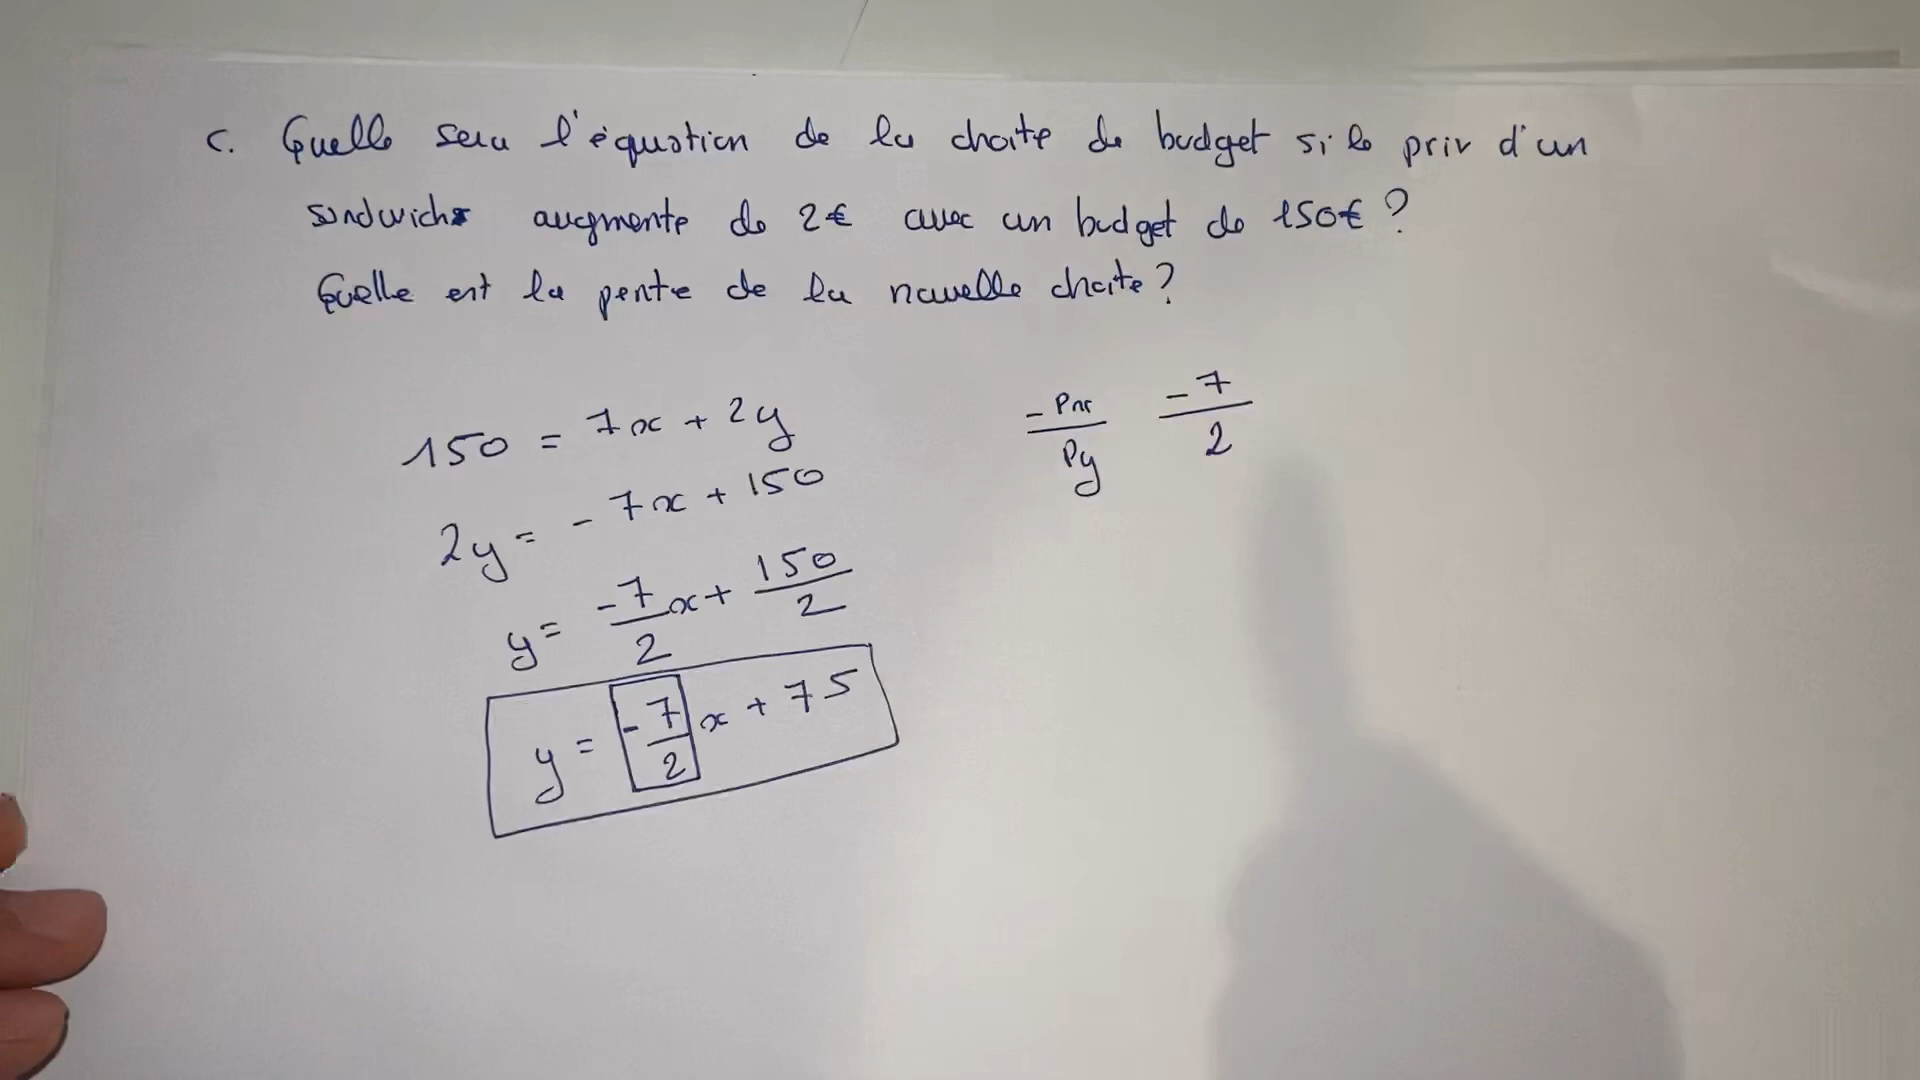 c. Quelle sera l'équation de la droite de budget si le prix d'un
sandwich augmente de 2€ avec un budget de 150€ ?
Quelle est la pente de la nouvelle droite ?
150 = 7x + 2y
2y = - 7x + 150
y = -7/2 x + 150/2
y = -7/2 x + 75
-Px/Py -7/2